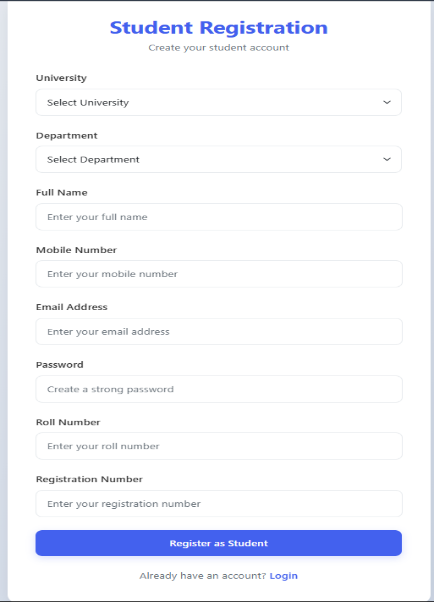 Student Registration
Create your student account
University
Select University
Department
Select Department
Full Name
Enter your full name
Mobile Number
Enter your mobile number
Email Address
Enter your email address
Password
Create a strong password
Roll Number
Enter your roll number
Registration Number
Enter your registration number
Register as Student
Already have an account? Login